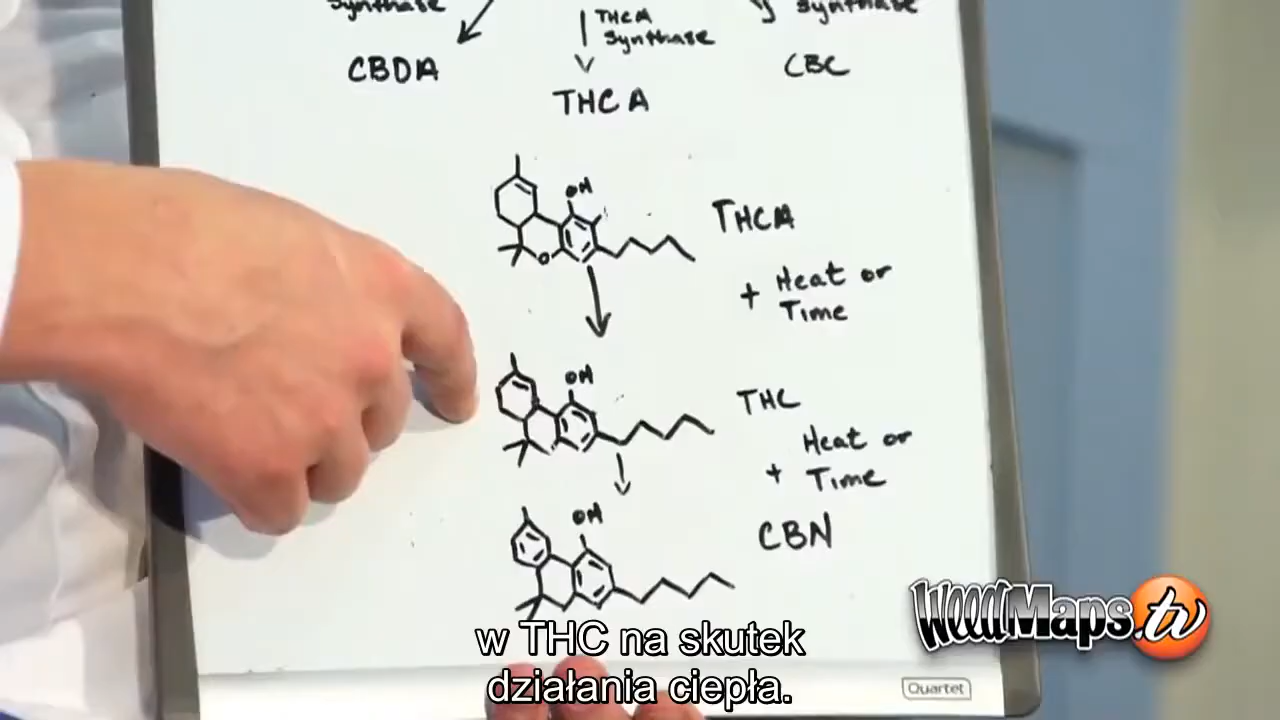 Synthase
THCA
Synthase
Synthase
CBDA
THCA
CBC
OH
THCA
+ Heat or
Time
O
OH
THC
Heat or
+ Time
OH
CBN
WeedMaps.tv
w THC na skutek
działania ciepła.
Quartet